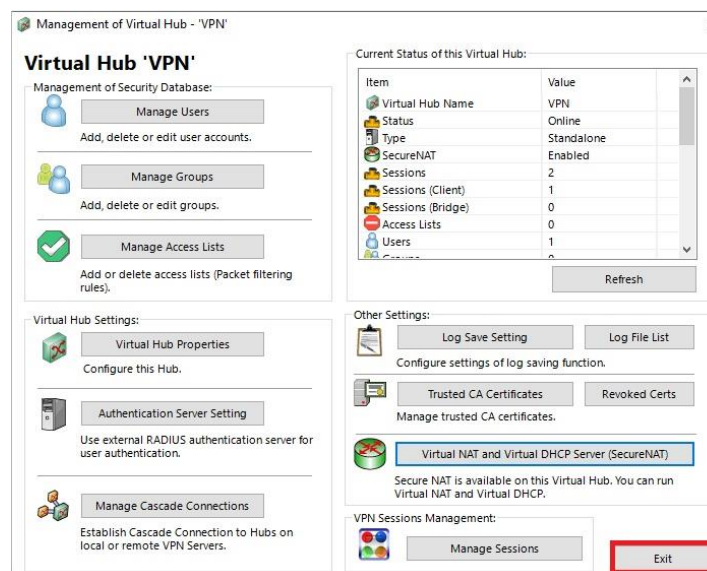 Management of Virtual Hub - 'VPN'
Virtual Hub 'VPN'
Management of Security Database:
Manage Users
Add, delete or edit user accounts.
Manage Groups
Add, delete or edit groups.
Manage Access Lists
Add or delete access lists (Packet filtering
rules).
Virtual Hub Settings:
Virtual Hub Properties
Configure this Hub.
Authentication Server Setting
Use external RADIUS authentication server for
user authentication.
Manage Cascade Connections
Establish Cascade Connection to Hubs on
local or remote VPN Servers.
Current Status of this Virtual Hub:
Item Value
Virtual Hub Name VPN
Status Online
Type Standalone
SecureNAT Enabled
Sessions 2
Sessions (Client) 1
Sessions (Bridge) 0
Access Lists 0
Users 1
Refresh
Other Settings:
Log Save Setting Log File List
Configure settings of log saving function.
Trusted CA Certificates Revoked Certs
Manage trusted CA certificates.
Virtual NAT and Virtual DHCP Server (SecureNAT)
Secure NAT is available on this Virtual Hub. You can run
Virtual NAT and Virtual DHCP.
VPN Sessions Management:
Manage Sessions
Exit